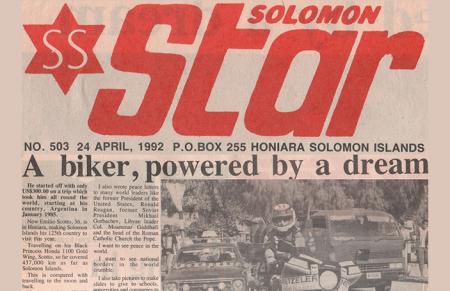 SOLOMON
SS
Star
NO. 503 24 APRIL, 1992 P.O.BOX 255 HONIARA SOLOMON ISLANDS
A biker, powered by a dream
He started off with only
US$300.00 on a trip which
took him all round the
world, starting at his
country, Argentina in
January 1985.
Now Emilio Scotto, 36, is
in Honiara, making Solomon
Islands his 125th country to
visit this year.
Travelling on his Black
Princess Honda 1100 Gold
Wing, Scotto, so far covered
457,000 km as far as
Solomon Islands.
This is compared with
travelling to the moon and
back.
I also wrote peace letters
to many world leaders like
the former President of the
United States, Ronald
Reagan, former Soviet
President Mikhail
Gorbachev, Libyan leader
Col. Moammar Gaddhafi
and the head of the Roman
Catholic Church the Pope.
I want to see peace in the
world.
I want to see national
borders in the world
crumble.
I also take pictures to make
slides to give to schools,
universities and companies in